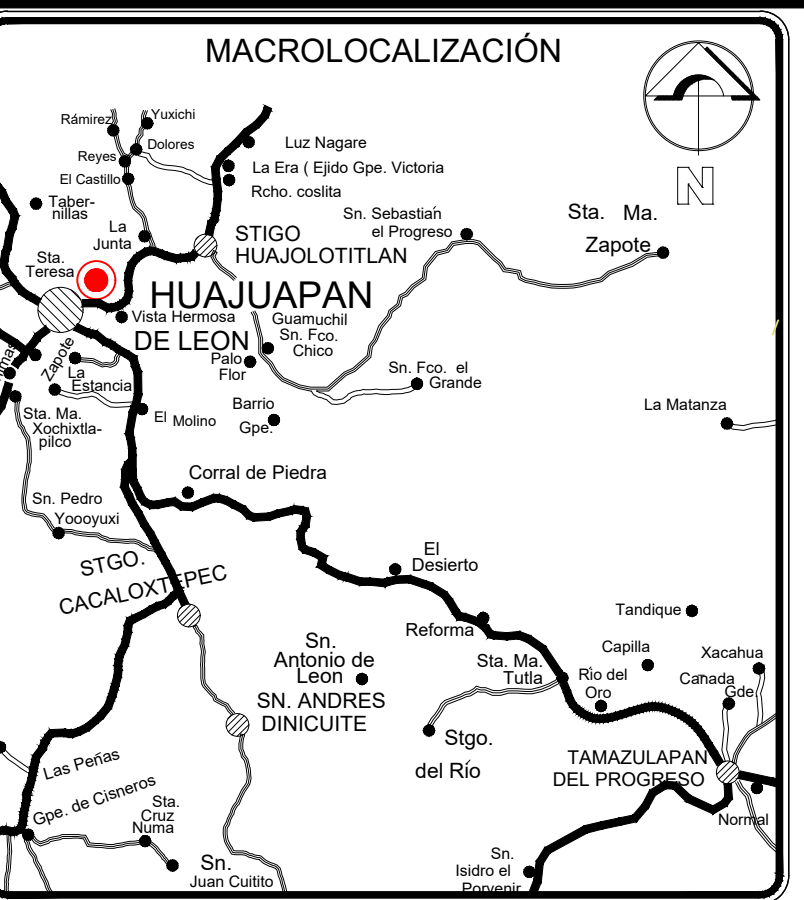 MACROLOCALIZACIÓN
N
Yuxichi
Rámirez
Dolores
Reyes
El Castillo
Luz Nagare
La Era ( Ejido Gpe. Victoria
Rcho. coslita
Taber-
nillas
La
Junta
Sn. Sebastián
el Progreso
Sta. Ma.
Zapote
STIGO
HUAJOLOTITLAN
Sta.
Teresa
HUAJUAPAN
DE LEON
Vista Hermosa
Guamuchil
Sn. Fco.
Chico
Palo
Flor
Zapote
La
Estancia
Sn. Fco. el
Grande
Barrio
Gpe.
La Matanza
El Molino
Sta. Ma.
Xochixtla-
pilco
Corral de Piedra
Sn. Pedro
Yoooyuxi
STGO.
CACALOXTEPEC
El
Desierto
Reforma
Tandique
Sn.
Antonio de
Leon
Sta. Ma.
Tutla
Capilla
Xacahua
Río del
Oro
Cañada
Gde.
SN. ANDRES
DINICUITE
Stgo.
del Río
TAMAZULAPAN
DEL PROGRESO
Las Peñas
Gpe. de Cisneros
Sta.
Cruz
Numa
Normal
Sn.
Juan Cuitito
Sn.
Isidro el
Porvenir